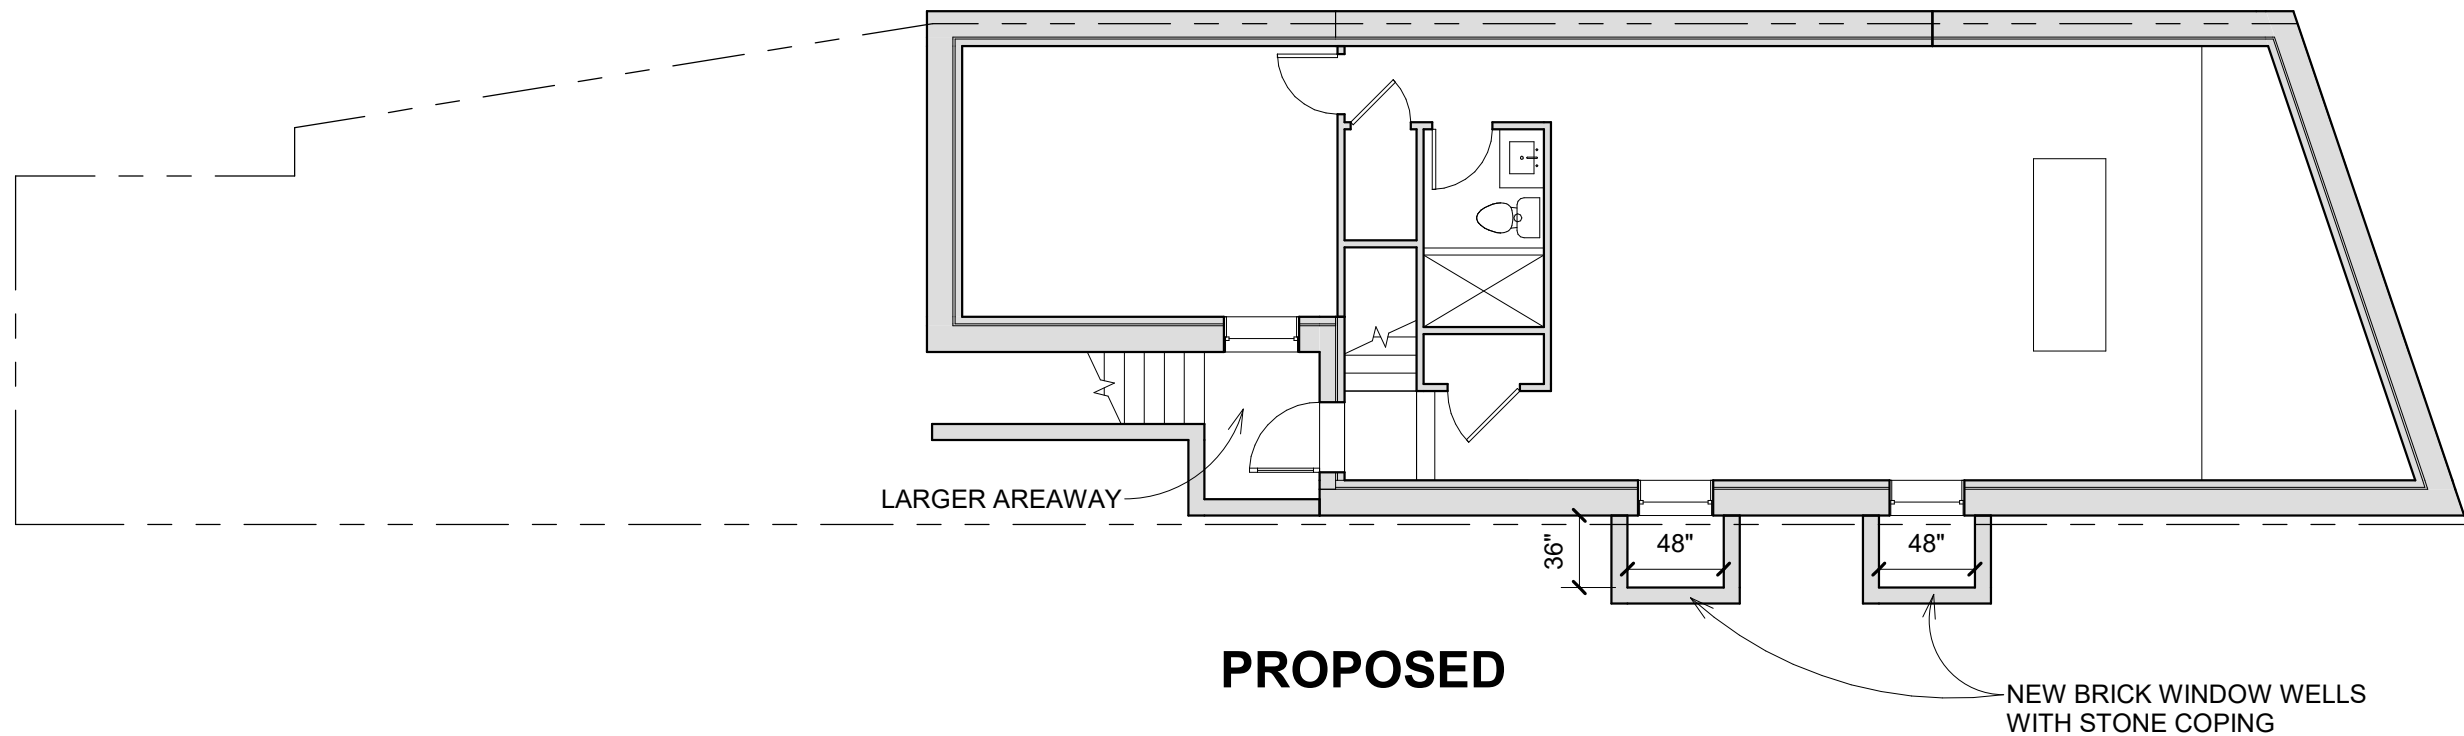 LARGER AREAWAY
36"
48"
48"
PROPOSED
NEW BRICK WINDOW WELLS
WITH STONE COPING